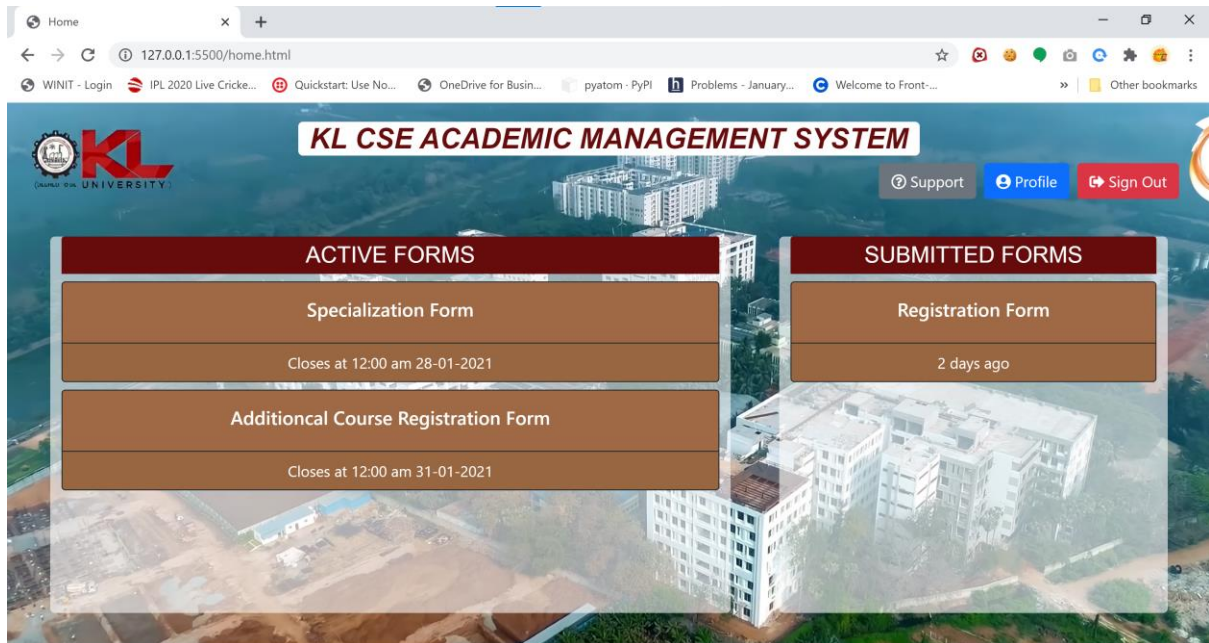 Home
127.0.0.1:5500/home.html
WINIT - Login IPL 2020 Live Cricke... Quickstart: Use No... OneDrive for Busin... pyatom · PyPI h Problems - January... Welcome to Front-... » Other bookmarks
KL CSE ACADEMIC MANAGEMENT SYSTEM
KL
UNIVERSITY)
Support Profile Sign Out
ACTIVE FORMS
Specialization Form
Closes at 12:00 am 28-01-2021
Additioncal Course Registration Form
Closes at 12:00 am 31-01-2021
SUBMITTED FORMS
Registration Form
2 days ago